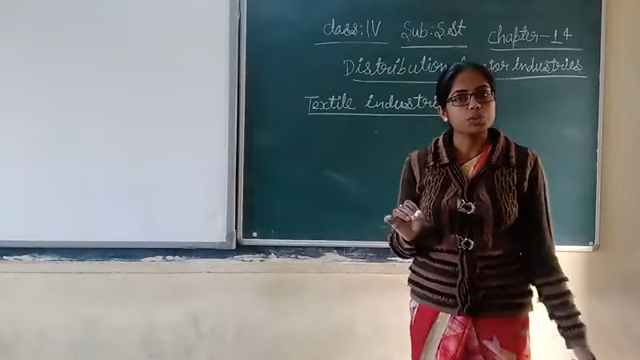 class: IV Sub: S.st Chapter-14
Distribution industries
Textile